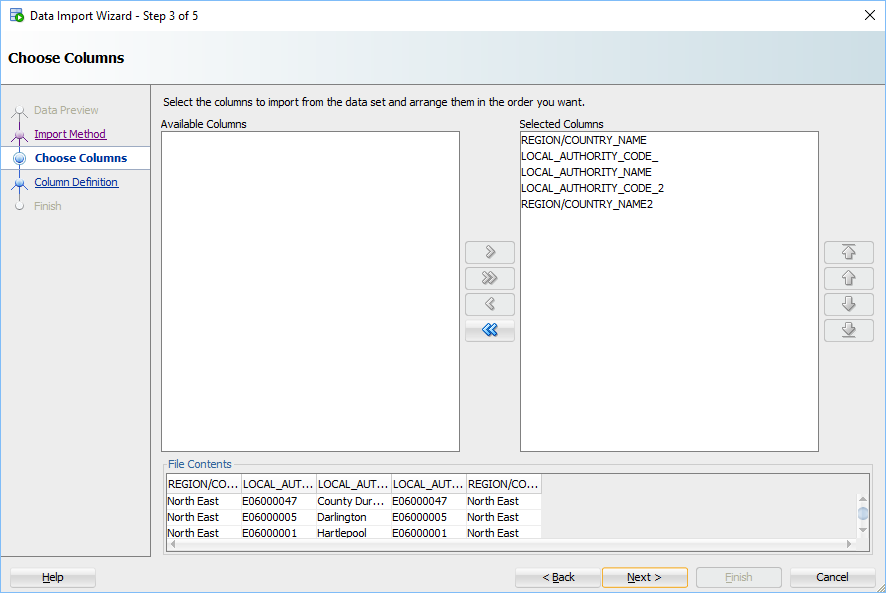 Data Import Wizard - Step 3 of 5
Choose Columns
Data Preview
Import Method
Choose Columns
Column Definition
Finish
Select the columns to import from the data set and arrange them in the order you want.
Available Columns
Selected Columns
REGION/COUNTRY_NAME
LOCAL_AUTHORITY_CODE_
LOCAL_AUTHORITY_NAME
LOCAL_AUTHORITY_CODE_2
REGION/COUNTRY_NAME2
File Contents
REGION/CO... LOCAL_AUT... LOCAL_AUT... LOCAL_AUT... REGION/CO...
North East E06000047 County Dur... E06000047 North East
North East E06000005 Darlington E06000005 North East
North East E06000001 Hartlepool E06000001 North East
Help < Back Next > Finish Cancel